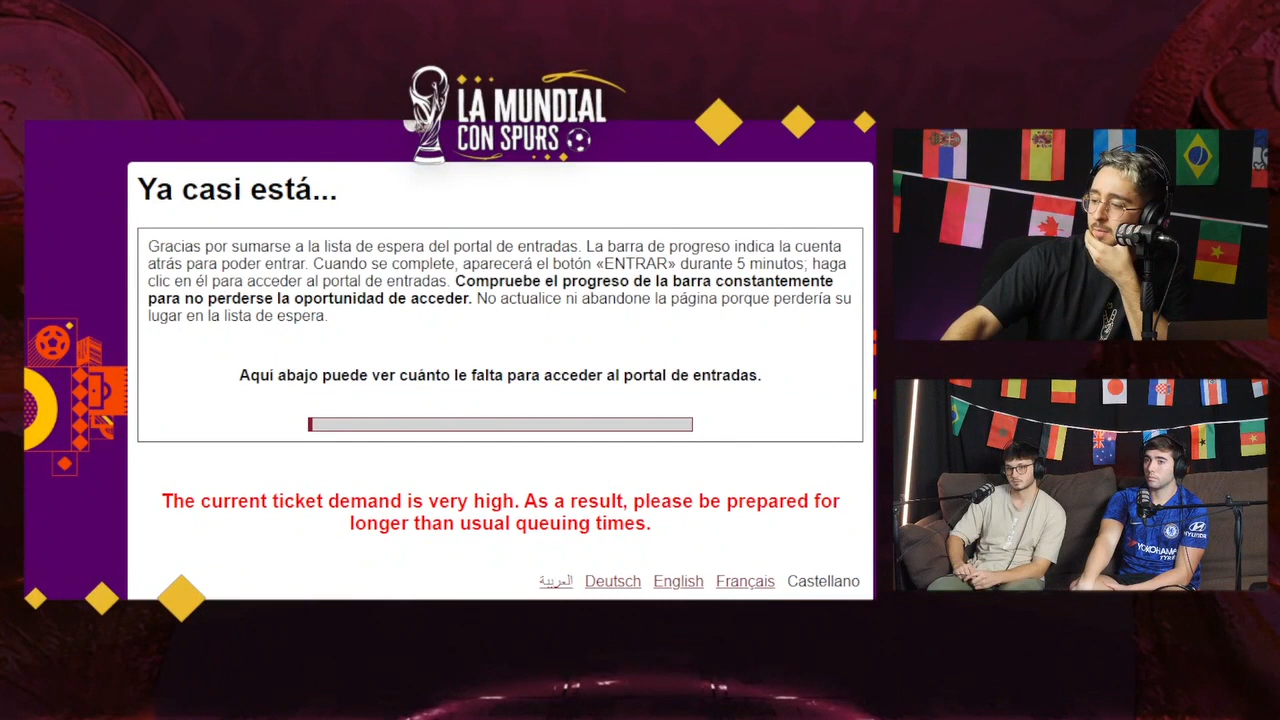 LA MUNDIAL
CON SPURS
Ya casi está...
Gracias por sumarse a la lista de espera del portal de entradas. La barra de progreso indica la cuenta
atrás para poder entrar. Cuando se complete, aparecerá el botón «ENTRAR» durante 5 minutos; haga
clic en él para acceder al portal de entradas. Compruebe el progreso de la barra constantemente
para no perderse la oportunidad de acceder. No actualice ni abandone la página porque perdería su
lugar en la lista de espera.
Aquí abajo puede ver cuánto le falta para acceder al portal de entradas.
The current ticket demand is very high. As a result, please be prepared for
longer than usual queuing times.
العربية Deutsch English Français Castellano
HYUNDAI
YOKOHAMA
TYRES